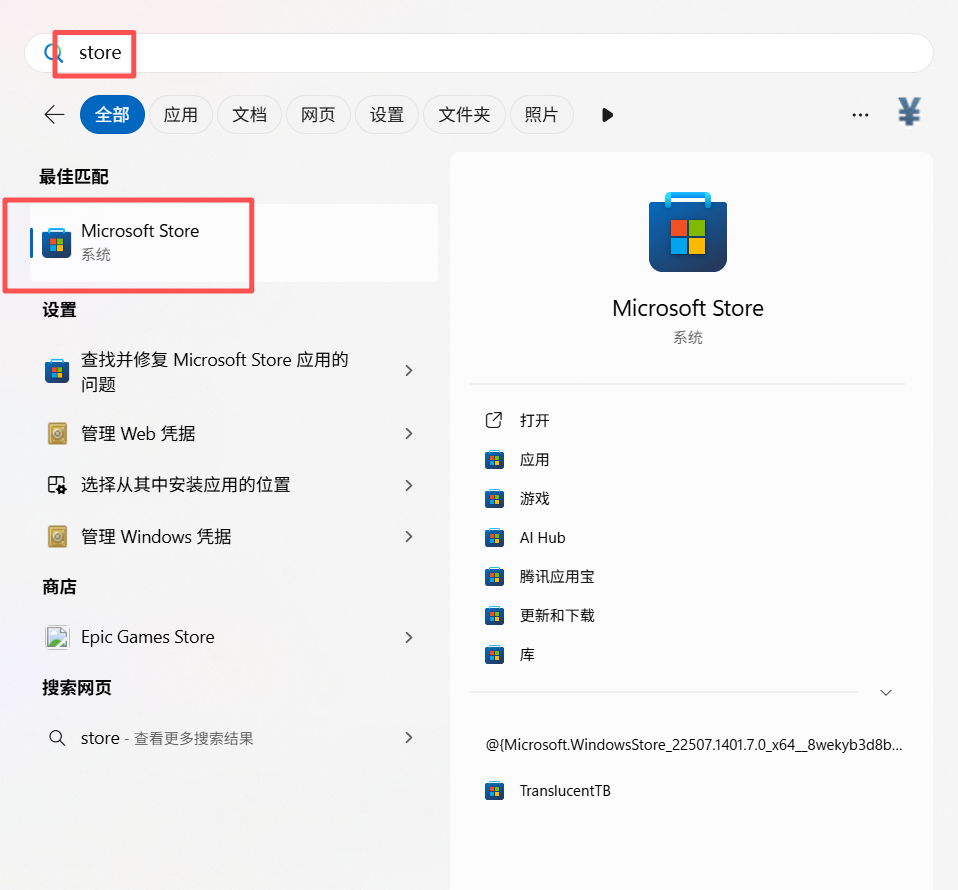 store
全部
应用
文档
网页
设置
文件夹
照片
...
¥
最佳匹配
Microsoft Store
系统
设置
查找并修复 Microsoft Store 应用的
问题
管理 Web 凭据
选择从其中安装应用的位置
管理 Windows 凭据
商店
Epic Games Store
搜索网页
store - 查看更多搜索结果
Microsoft Store
系统
打开
应用
游戏
AI Hub
腾讯应用宝
更新和下载
库
@{Microsoft.WindowsStore_22507.1401.7.0_x64__8wekyb3d8b...
TranslucentTB